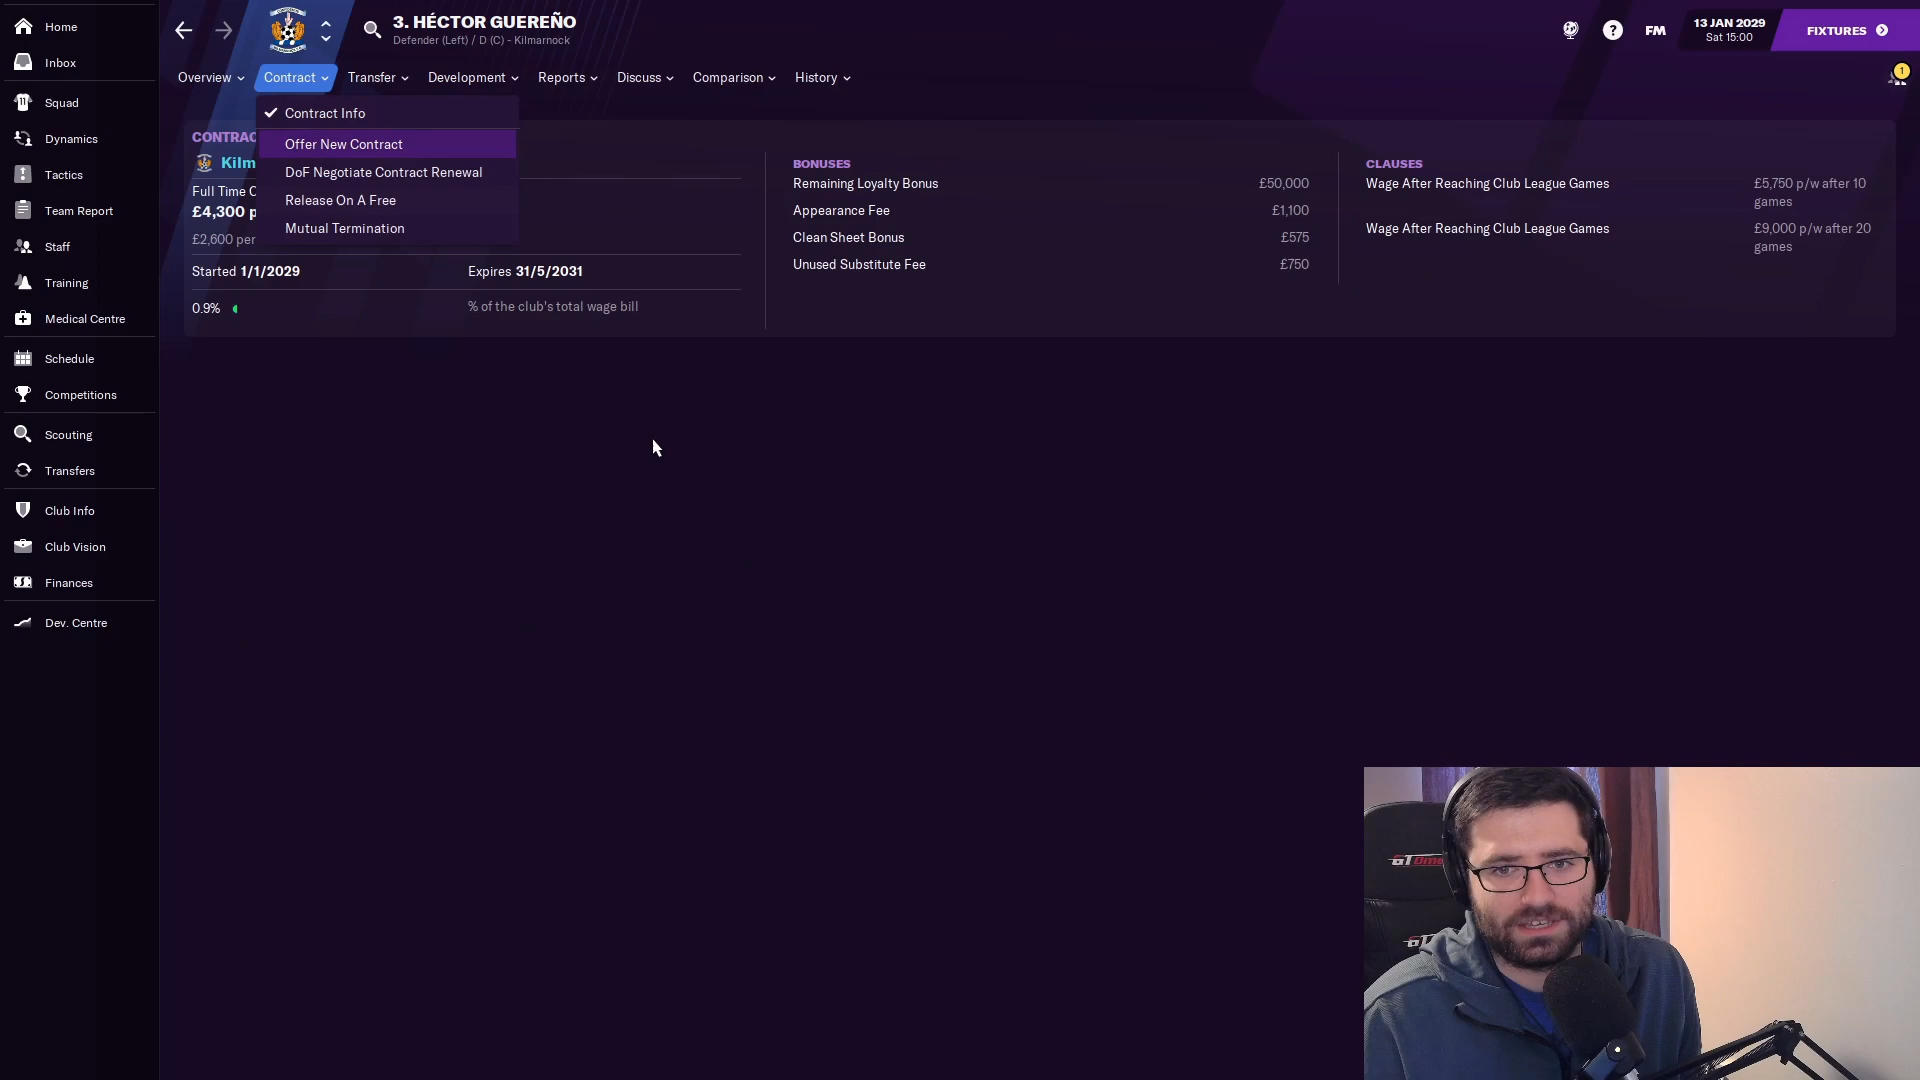 Home
Inbox
Squad
Dynamics
Tactics
Team Report
Staff
Training
Medical Centre
Schedule
Competitions
Scouting
Transfers
Club Info
Club Vision
Finances
Dev. Centre
3. HÉCTOR GUEREÑO
Defender (Left) / D (C) - Kilmarnock
FM
13 JAN 2029
Sat 15:00
FIXTURES
1
Overview
Contract
Transfer
Development
Reports
Discuss
Comparison
History
Contract Info
Offer New Contract
DoF Negotiate Contract Renewal
Release On A Free
Mutual Termination
CONTRAC
Kilm
Full Time C
£4,300 p
£2,600 per
Started 1/1/2029
Expires 31/5/2031
0.9%
% of the club's total wage bill
BONUSES
Remaining Loyalty Bonus £50,000
Appearance Fee £1,100
Clean Sheet Bonus £575
Unused Substitute Fee £750
CLAUSES
Wage After Reaching Club League Games £5,750 p/w after 10
games
Wage After Reaching Club League Games £9,000 p/w after 20
games